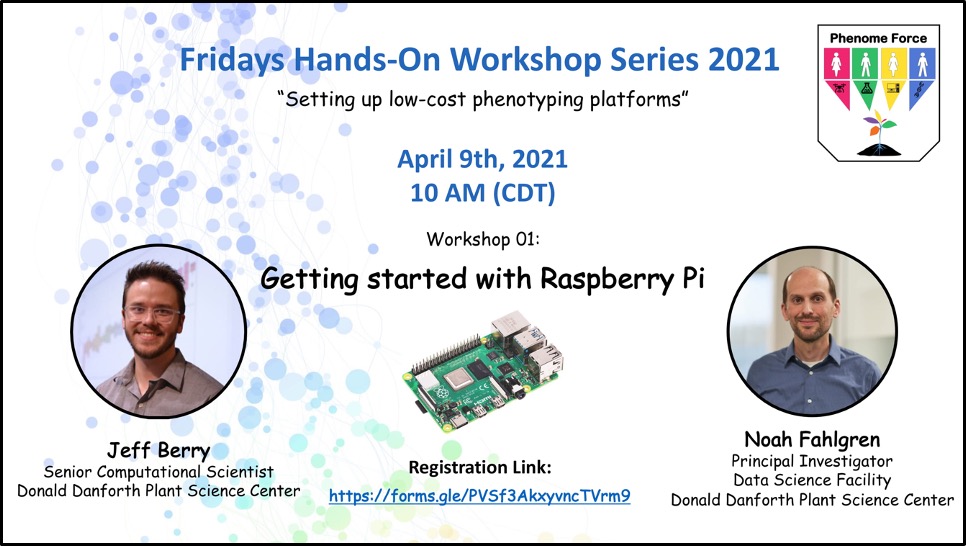 Fridays Hands-On Workshop Series 2021
“Setting up low-cost phenotyping platforms”
Phenome Force
April 9th, 2021
10 AM (CDT)
Workshop 01:
Getting started with Raspberry Pi
HDMI
Jeff Berry
Senior Computational Scientist
Donald Danforth Plant Science Center
Registration Link:
https://forms.gle/PVSf3AkxyvncTVrm9
Noah Fahlgren
Principal Investigator
Data Science Facility
Donald Danforth Plant Science Center